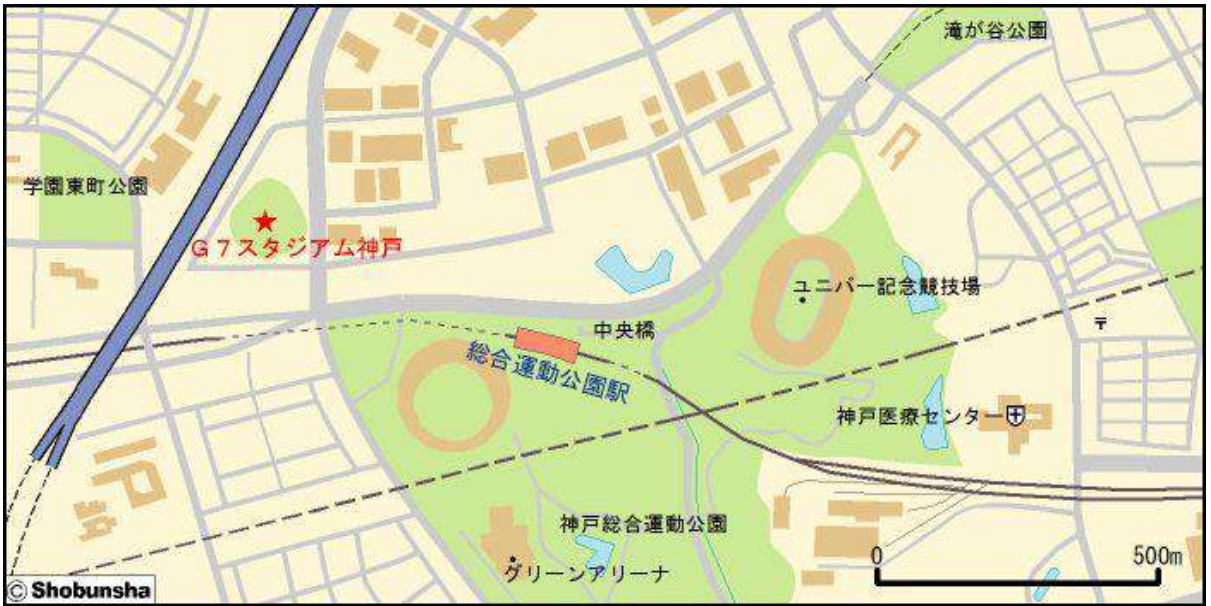 滝が谷公園
学園東町公園
G7スタジアム神戸
ユニバー記念競技場
中央橋
〒
総合運動公園駅
神戸医療センター
神戸総合運動公園
グリーンアリーナ
0 500m
© Shobunsha